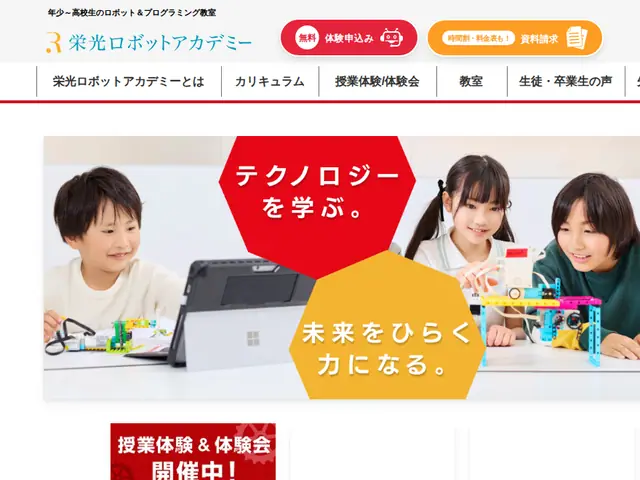 年少～高校生のロボット＆プログラミング教室
栄光ロボットアカデミー
無料 体験申込み
時間割・料金表も！ 資料請求
栄光ロボットアカデミーとは
カリキュラム
授業体験/体験会
教室
生徒・卒業生の声
テクノロジー
を学ぶ。
未来をひらく
力になる。
授業体験 & 体験会
開催中！